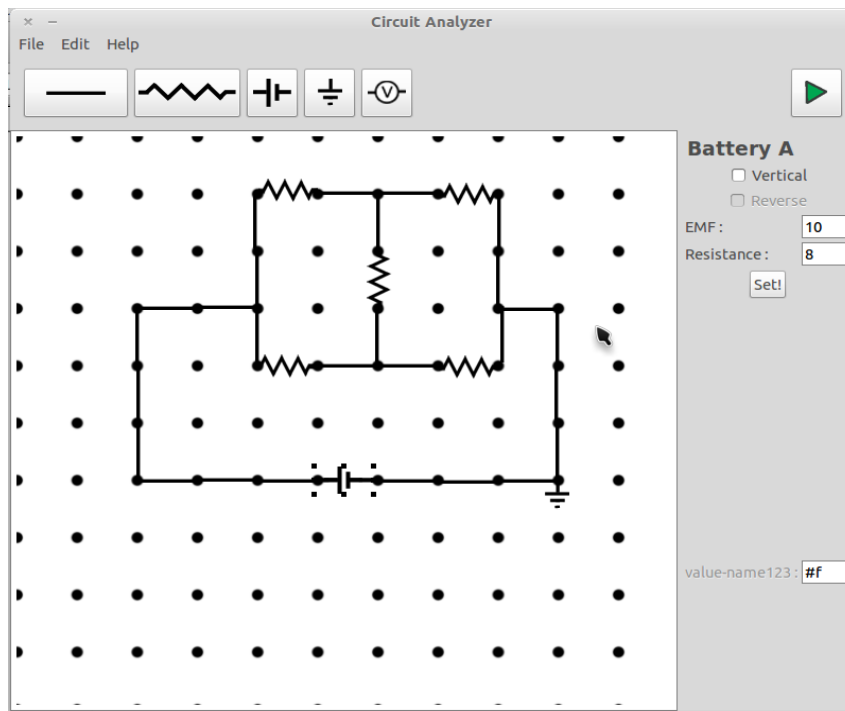 Circuit Analyzer
File Edit Help
V
Battery A
Vertical
Reverse
EMF : 10
Resistance : 8
Set!
value-name123 : #f